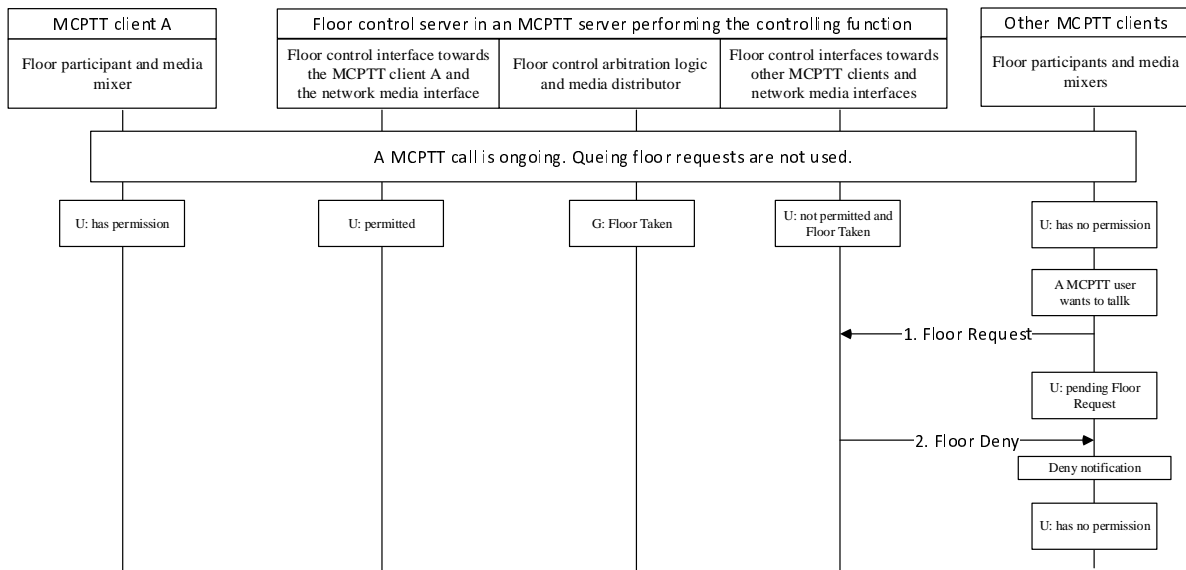 MCPTT client A
Floor participant and media
mixer
Floor control server in an MCPTT server performing the controlling function
Floor control interface towards
the MCPTT client A and
the network media interface
Floor control arbitration logic
and media distributor
Floor control interfaces towards
other MCPTT clients and
network media interfaces
Other MCPTT clients
Floor participants and media
mixers
A MCPTT call is ongoing. Queing floor requests are not used.
U: has permission
U: permitted
G: Floor Taken
U: not permitted and
Floor Taken
U: has no permission
A MCPTT user
wants to tallk
1. Floor Request
U: pending Floor
Request
2. Floor Deny
Deny notification
U: has no permission